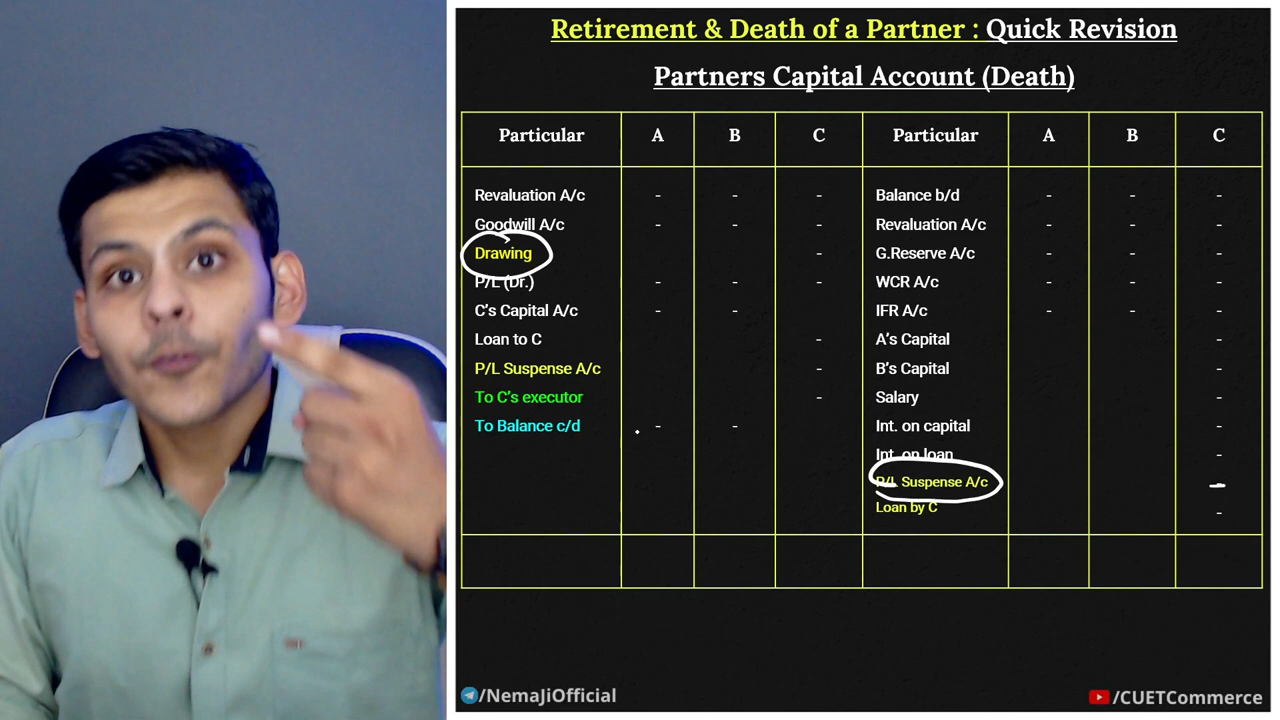 Retirement & Death of a Partner : Quick Revision
Partners Capital Account (Death)
Particular A B C Particular A B C
Revaluation A/c - - - Balance b/d - - -
Goodwill A/c - - - Revaluation A/c - - -
Drawing - G.Reserve A/c - - -
P/L (Dr.) - - - WCR A/c - - -
C's Capital A/c - - IFR A/c - - -
Loan to C - A's Capital -
P/L Suspense A/c - B's Capital -
To C's executor - Salary -
To Balance c/d - - Int. on capital -
Int. on loan -
P/L Suspense A/c -
Loan by C -
/NemaJiOfficial
/CUETCommerce